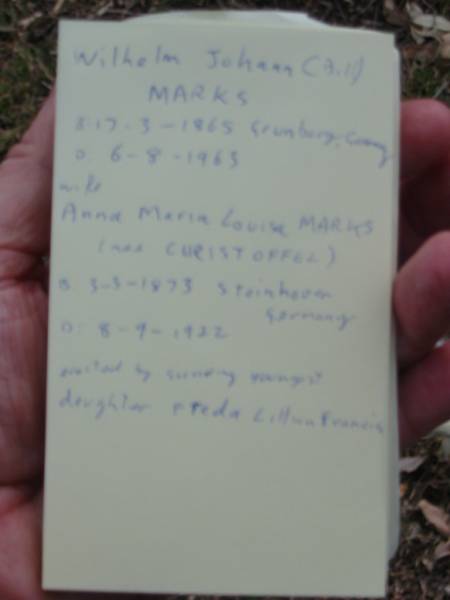 Wilhelm Johann (Bill)
MARKS
B. 17-3-1865 Grunberg, Germany
D. 6-8-1963
wife
Anna Maria Louise MARKS
(nee CHRISTOFFEL)
B 3-3-1873 Steinhoven
Germany
D. 8-9-1922
erected by surviving youngest
daughter Freda Lillian Francis